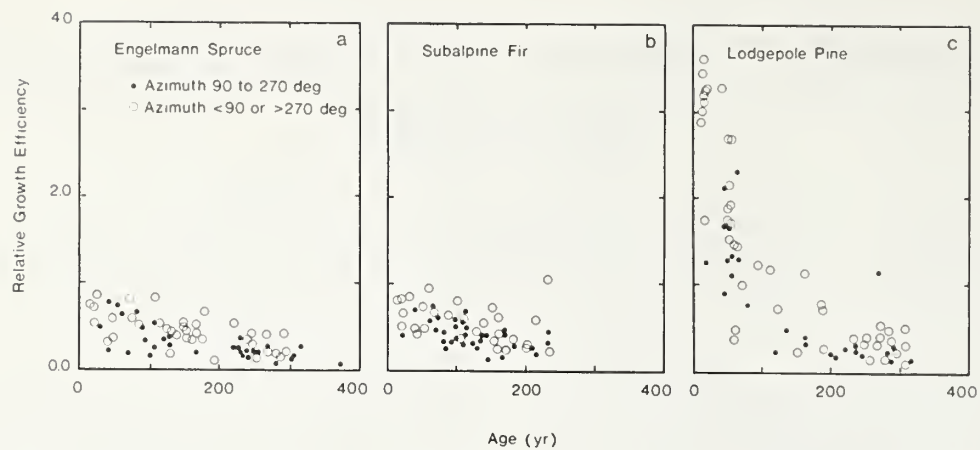 4.0
2.0
0.0
Relative Growth Efficiency
Engelmann Spruce
a
• Azimuth 90 to 270 deg
○ Azimuth <90 or >270 deg
Subalpine Fir
b
Lodgepole Pine
c
0 200 400
0 200 400
0 200 400
Age (yr)